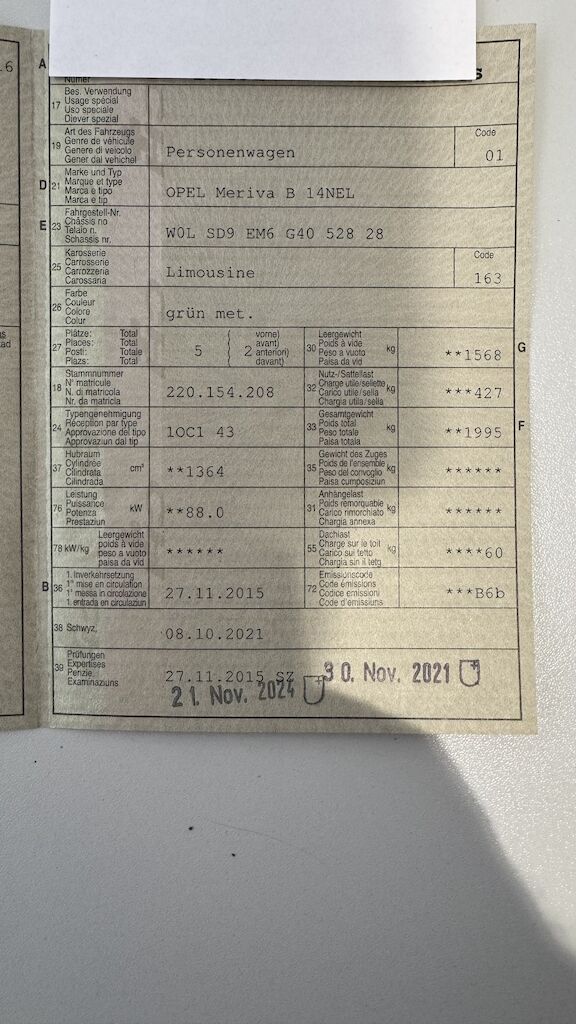 .6
A
s
Numer
17
Bes. Verwendung
Usage spécial
Uso speciale
Diever spezial
19
Art des Fahrzeugs
Genre de véhicule
Genere di veicolo
Gener dal vehichel
Personenwagen
Code
01
D 21
Marke und Typ
Marque et type
Marca e tipo
Marca e tip
OPEL Meriva B 14NEL
E 23
Fahrgestell-Nr.
Châssis no
Telaio n.
Schassis nr.
W0L SD9 EM6 G40 528 28
25
Karosserie
Carrosserie
Carrozzeria
Carossaria
Limousine
Code
163
26
Farbe
Couleur
Colore
Colur
grün met.
27
Plätze: Total
Places: Total
Posti: Totale
Plazs: Total
5
2
vorne)
avant)
anteriori)
davant)
30
Leergewicht
Poids à vide
Peso a vuoto
Paisa da vid
kg
**1568
G
18
Stammnummer
N° matricule
N. di matricola
Nr. da matricla
220.154.208
32
Nutz-/Sattellast
Charge utile/sellette
Carico utile/sella
Chargia utila/sella
kg
***427
24
Typengenehmigung
Réception par type
Approvazione del tipo
Approvaziun dal tip
1OC1 43
33
Gesamtgewicht
Poids total
Peso totale
Paisa totala
kg
**1995
F
37
Hubraum
Cylindrée
Cilindrata
Cilindrada
cm³
**1364
35
Gewicht des Zuges
Poids de l'ensemble
Peso del convoglio
Paisa cumposiziun
kg
******
76
Leistung
Puissance
Potenza
Prestaziun
kW
**88.0
31
Anhängelast
Poids remorquable
Carico rimorchiato
Chargia annexa
kg
******
78 kW/kg
Leergewicht
poids à vide
peso a vuoto
paisa da vid
******
55
Dachlast
Charge sur le toit
Carico sul tetto
Chargia sin il tetg
kg
****60
B 36
1. Inverkehrsetzung
1re mise en circulation
1a messa in circolazione
1. entrada en circulaziun
27.11.2015
72
Emissionscode
Code émissions
Codice emissioni
Code d'emissiuns
***B6b
38 Schwyz,
08.10.2021
39
Prüfungen
Expertises
Perizie
Examinaziuns
27.11.2015 SZ
30. Nov. 2021
21. Nov. 2024